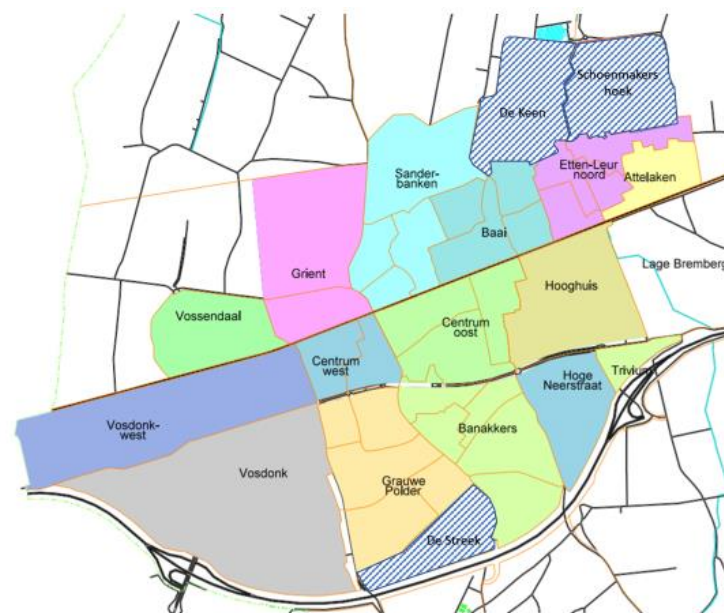 Schoenmakers
hoek
De Keen
Etten-Leur
noord
Sander-
banken
Attelaken
Baai
Lage Bremberg
Grient
Hooghuis
Vossendaal
Centrum
oost
Centrum
west
Hoge
Neerstraat
Trivium
Vosdonk-
west
Banakkers
Vosdonk
Grauwe
Polder
De Streek